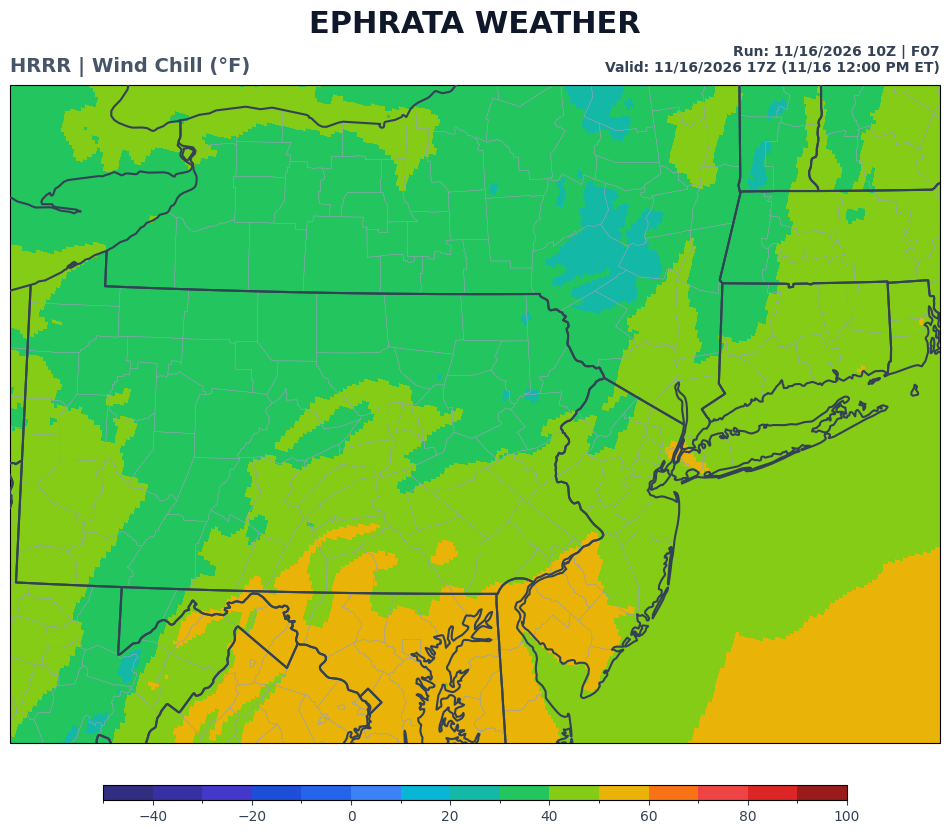 EPHRATA WEATHER
HRRR | Wind Chill (°F)
Run: 11/16/2026 10Z | F07
Valid: 11/16/2026 17Z (11/16 12:00 PM ET)
−40 −20 0 20 40 60 80 100